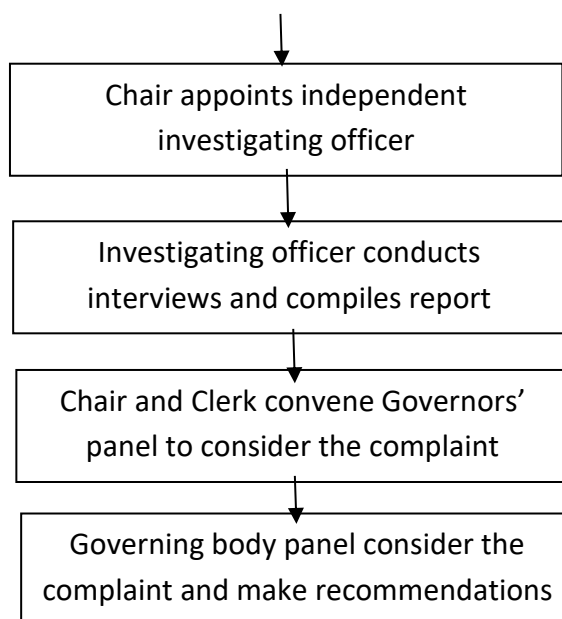 Chair appoints independent
investigating officer
Investigating officer conducts
interviews and compiles report
Chair and Clerk convene Governors’
panel to consider the complaint
Governing body panel consider the
complaint and make recommendations